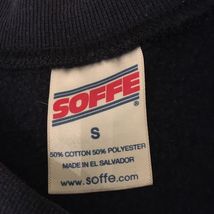 SOFFE®
S
50% COTTON 50% POLYESTER
MADE IN EL SALVADOR
www.soffe.com